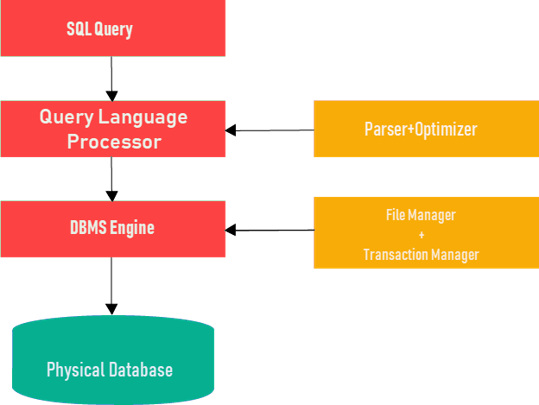 SQL Query
Query Language
Processor
Parser+Optimizer
DBMS Engine
File Manager
+
Transaction Manager
Physical Database